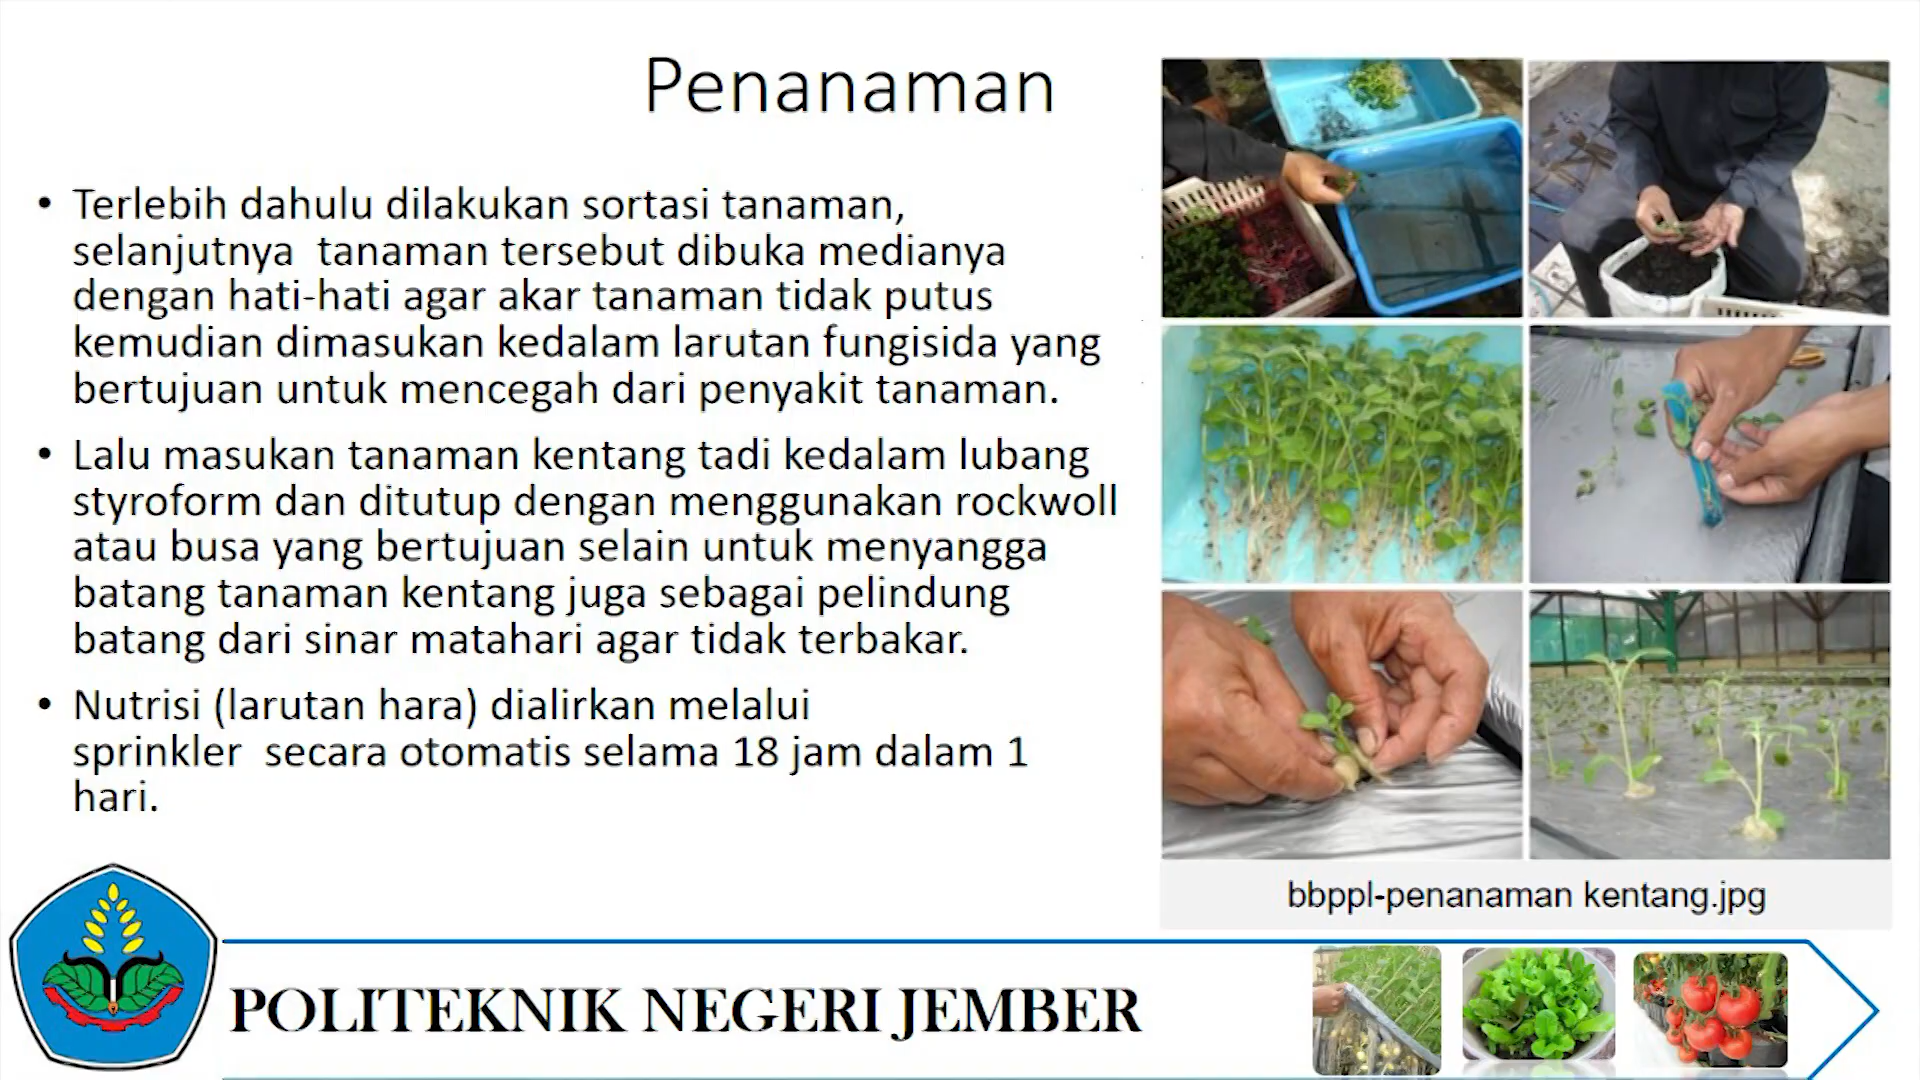 Penanaman
• Terlebih dahulu dilakukan sortasi tanaman,
selanjutnya  tanaman tersebut dibuka medianya
dengan hati-hati agar akar tanaman tidak putus
kemudian dimasukan kedalam larutan fungisida yang
bertujuan untuk mencegah dari penyakit tanaman.
• Lalu masukan tanaman kentang tadi kedalam lubang
styroform dan ditutup dengan menggunakan rockwoll
atau busa yang bertujuan selain untuk menyangga
batang tanaman kentang juga sebagai pelindung
batang dari sinar matahari agar tidak terbakar.
• Nutrisi (larutan hara) dialirkan melalui
sprinkler  secara otomatis selama 18 jam dalam 1
hari.
bbppl-penanaman kentang.jpg
POLITEKNIK NEGERI JEMBER